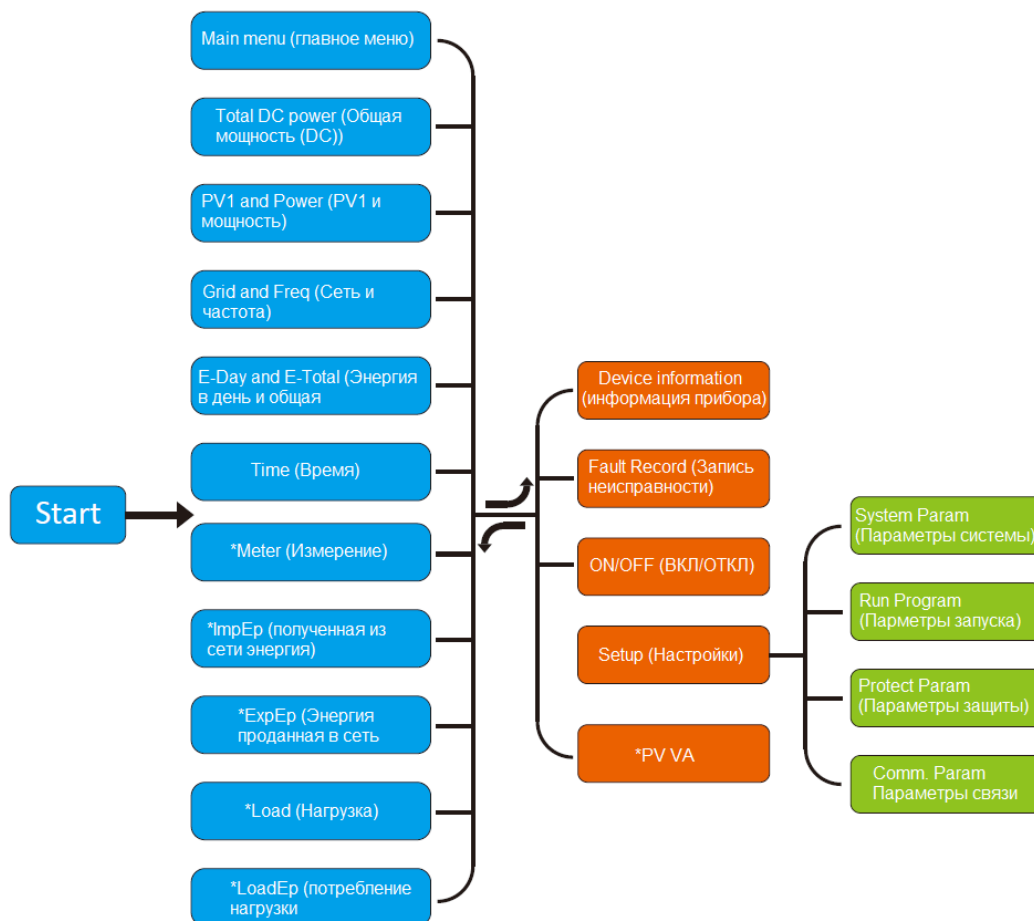 Main menu (главное меню)
Total DC power (Общая
мощность (DC))
PV1 and Power (PV1 и
мощность)
Grid and Freq (Сеть и
частота)
E-Day and E-Total (Энергия
в день и общая
Time (Время)
Start
*Meter (Измерение)
*ImpEp (полученная из
сети энергия)
*ExpEp (Энергия
проданная в сеть
*Load (Нагрузка)
*LoadEp (потребление
нагрузки
Device information
(информация прибора)
Fault Record (Запись
неисправности)
ON/OFF (ВКЛ/ОТКЛ)
Setup (Настройки)
*PV VA
System Param
(Параметры системы)
Run Program
(Парметры запуска)
Protect Param
(Параметры защиты)
Comm. Param
Параметры связи